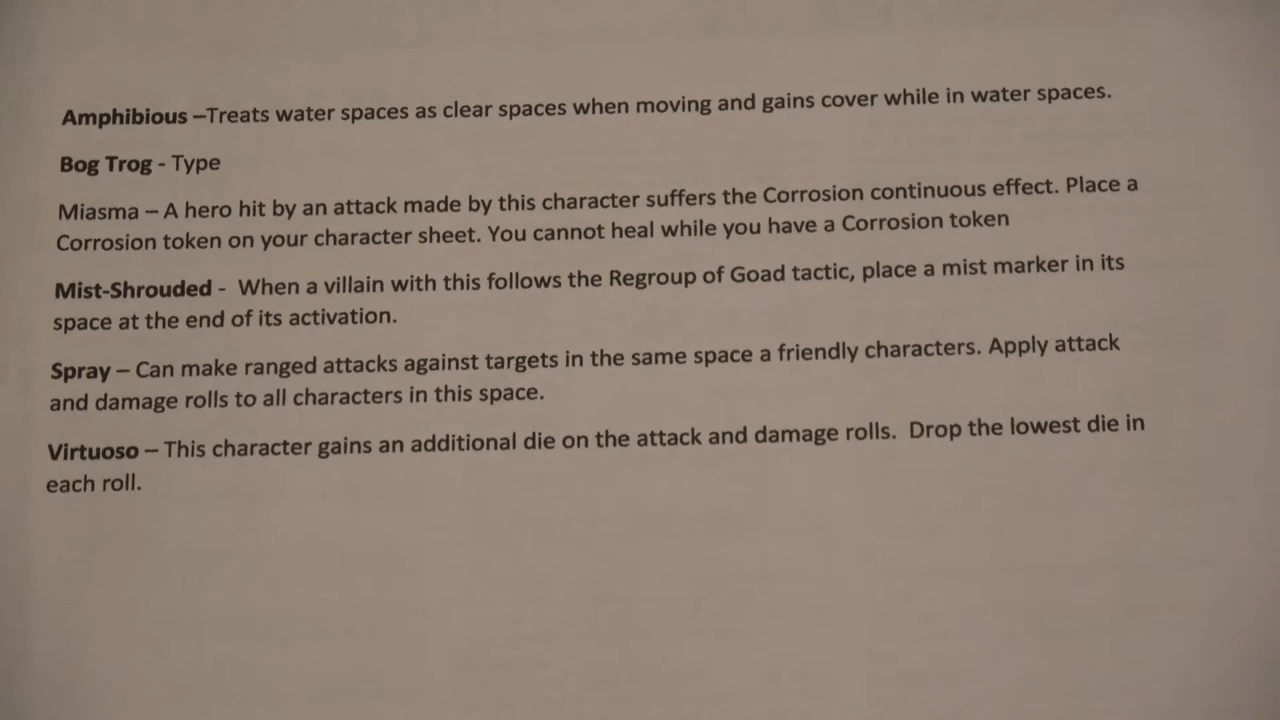 Amphibious –Treats water spaces as clear spaces when moving and gains cover while in water spaces.
Bog Trog - Type
Miasma – A hero hit by an attack made by this character suffers the Corrosion continuous effect. Place a
Corrosion token on your character sheet. You cannot heal while you have a Corrosion token
Mist-Shrouded -  When a villain with this follows the Regroup of Goad tactic, place a mist marker in its
space at the end of its activation.
Spray – Can make ranged attacks against targets in the same space a friendly characters. Apply attack
and damage rolls to all characters in this space.
Virtuoso – This character gains an additional die on the attack and damage rolls.  Drop the lowest die in
each roll.